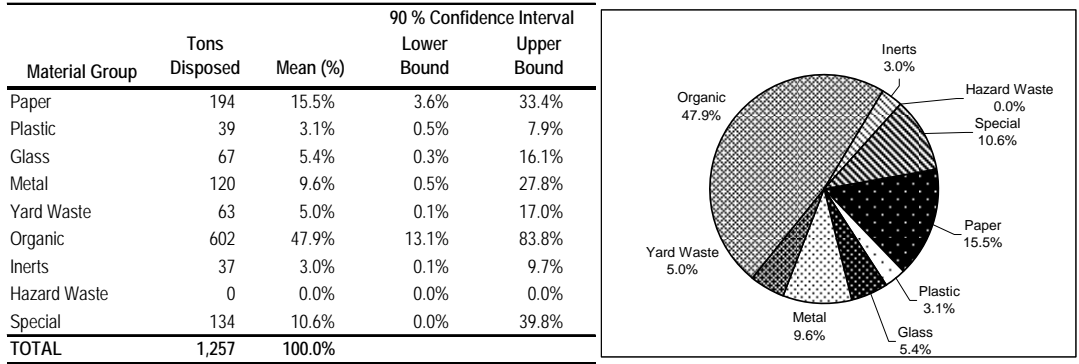 90 % Confidence Interval
Tons Lower Upper
Material Group Disposed Mean (%) Bound Bound
Paper 194 15.5% 3.6% 33.4%
Plastic 39 3.1% 0.5% 7.9%
Glass 67 5.4% 0.3% 16.1%
Metal 120 9.6% 0.5% 27.8%
Yard Waste 63 5.0% 0.1% 17.0%
Organic 602 47.9% 13.1% 83.8%
Inerts 37 3.0% 0.1% 9.7%
Hazard Waste 0 0.0% 0.0% 0.0%
Special 134 10.6% 0.0% 39.8%
TOTAL 1,257 100.0%
Inerts
3.0%
Hazard Waste
0.0%
Special
10.6%
Paper
15.5%
Plastic
3.1%
Glass
5.4%
Metal
9.6%
Yard Waste
5.0%
Organic
47.9%